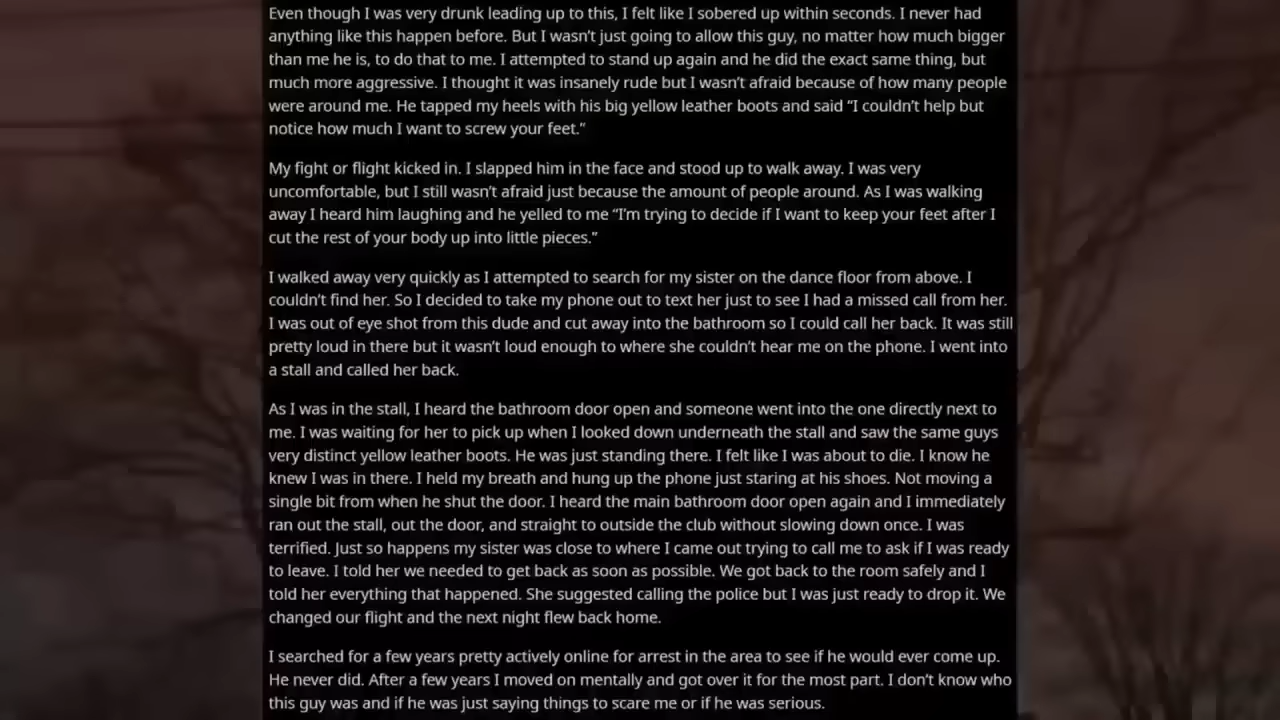 Even though I was very drunk leading up to this, I felt like I sobered up within seconds. I never had
anything like this happen before. But I wasn’t just going to allow this guy, no matter how much bigger
than me he is, to do that to me. I attempted to stand up again and he did the exact same thing, but
much more aggressive. I thought it was insanely rude but I wasn’t afraid because of how many people
were around me. He tapped my heels with his big yellow leather boots and said “I couldn’t help but
notice how much I want to screw your feet.”
My fight or flight kicked in. I slapped him in the face and stood up to walk away. I was very
uncomfortable, but I still wasn’t afraid just because the amount of people around. As I was walking
away I heard him laughing and he yelled to me “I’m trying to decide if I want to keep your feet after I
cut the rest of your body up into little pieces.”
I walked away very quickly as I attempted to search for my sister on the dance floor from above. I
couldn’t find her. So I decided to take my phone out to text her just to see I had a missed call from her.
I was out of eye shot from this dude and cut away into the bathroom so I could call her back. It was still
pretty loud in there but it wasn’t loud enough to where she couldn’t hear me on the phone. I went into
a stall and called her back.
As I was in the stall, I heard the bathroom door open and someone went into the one directly next to
me. I was waiting for her to pick up when I looked down underneath the stall and saw the same guys
very distinct yellow leather boots. He was just standing there. I felt like I was about to die. I know he
knew I was in there. I held my breath and hung up the phone just staring at his shoes. Not moving a
single bit from when he shut the door. I heard the main bathroom door open again and I immediately
ran out the stall, out the door, and straight to outside the club without slowing down once. I was
terrified. Just so happens my sister was close to where I came out trying to call me to ask if I was ready
to leave. I told her we needed to get back as soon as possible. We got back to the room safely and I
told her everything that happened. She suggested calling the police but I was just ready to drop it. We
changed our flight and the next night flew back home.
I searched for a few years pretty actively online for arrest in the area to see if he would ever come up.
He never did. After a few years I moved on mentally and got over it for the most part. I don’t know who
this guy was and if he was just saying things to scare me or if he was serious.